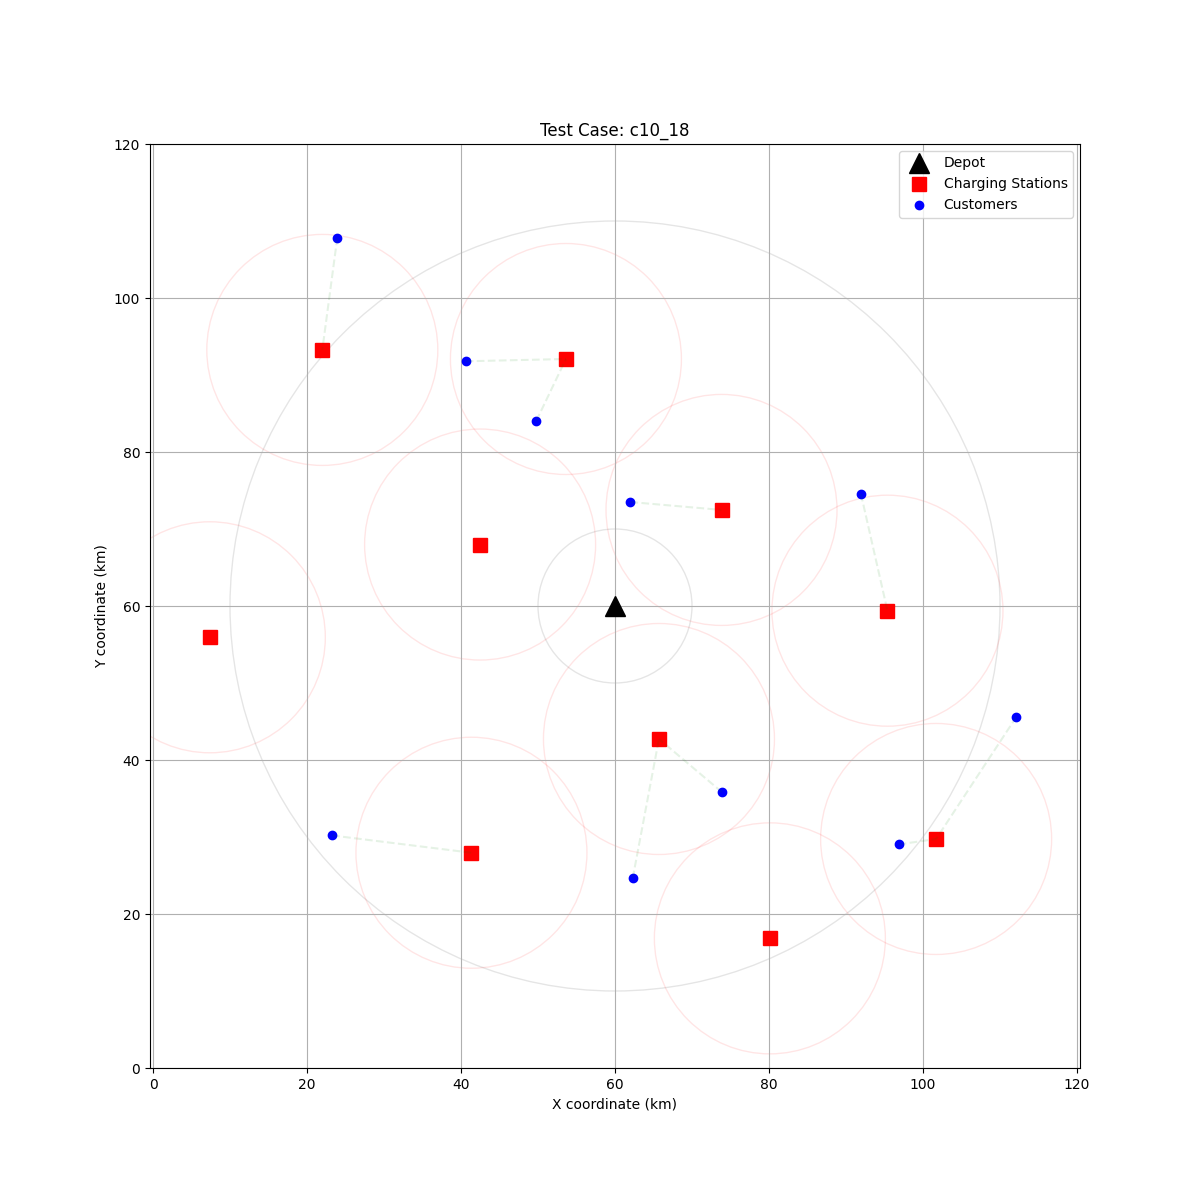 Test Case: c10_18
Depot
Charging Stations
Customers
120
100
80
60
40
20
0
Y coordinate (km)
0 20 40 60 80 100 120
X coordinate (km)